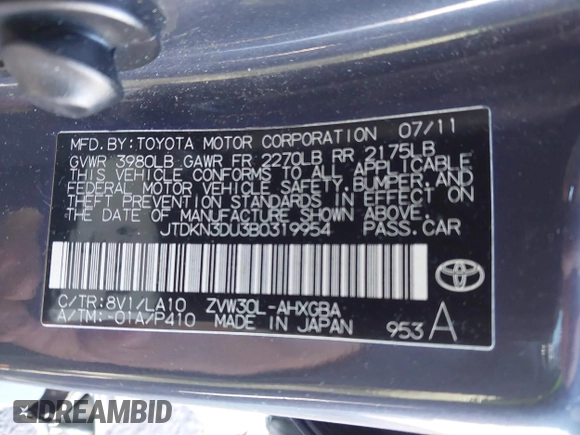 MFD.BY:TOYOTA MOTOR CORPORATION 07/11
GVWR 3980LB GAWR FR 2270LB RR 2175LB
THIS VEHICLE CONFORMS TO ALL APPLICABLE
FEDERAL MOTOR VEHICLE SAFETY,BUMPER,AND
THEFT PREVENTION STANDARDS IN EFFECT ON
THE DATE OF MANUFACTURE SHOWN ABOVE.
JTDKN3DU3B0319954 PASS.CAR
C/TR:8V1/LA10 ZVW30L-AHXGBA
A/TM:-01A/P410 MADE IN JAPAN 953 A
DREAMBID